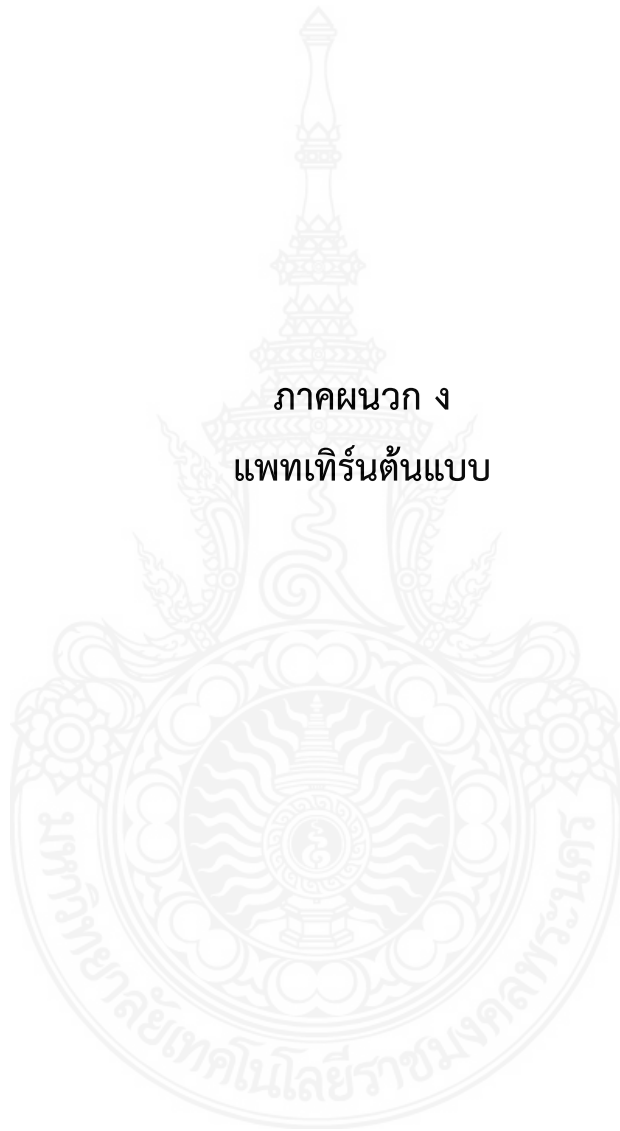 ภาคผนวก ง
แพทเทิร์นต้นแบบ
มหาวิทยาลัยเทคโนโลยีราชมงคลพระนคร